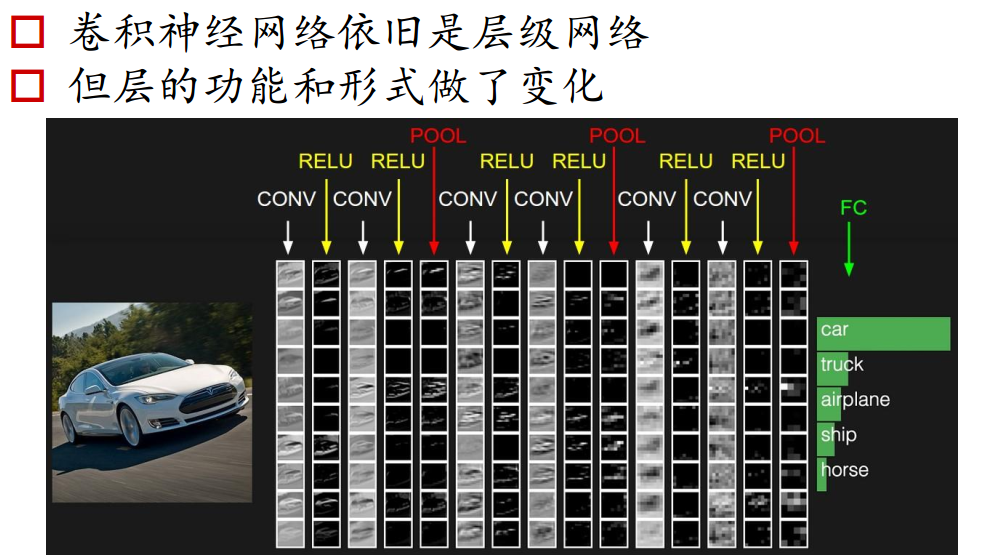 卷积神经网络依旧是层级网络
但层的功能和形式做了变化
POOL POOL POOL
RELU RELU RELU RELU RELU RELU
CONV CONV CONV CONV CONV CONV
FC
car
truck
airplane
ship
horse